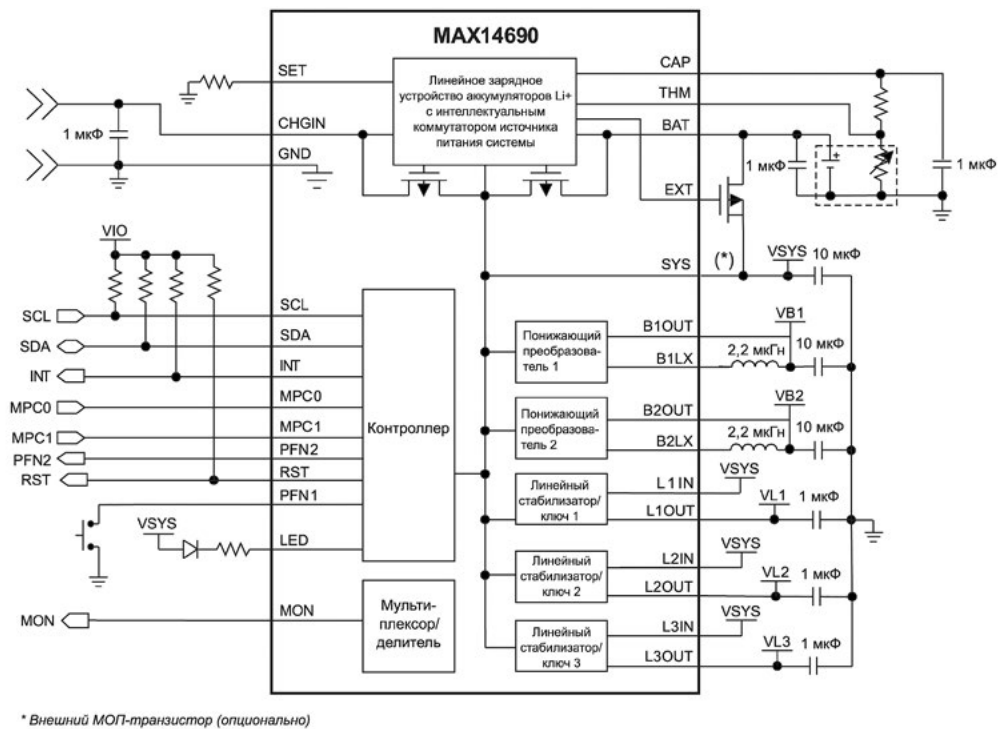 MAX14690
SET
CHGIN
GND
1 мкФ
Линейное зарядное
устройство аккумуляторов Li+
с интеллектуальным
коммутатором источника
питания системы
CAP
THM
BAT
EXT
SYS
1 мкФ
+
1 мкФ
(*)
VSYS
10 мкФ
VIO
SCL
SDA
INT
MPC0
MPC1
PFN2
RST
SCL
SDA
INT
MPC0
MPC1
PFN2
RST
PFN1
LED
VSYS
Контроллер
MON
MON
Мульти-
плексор/
делитель
Понижающий
преобразова-
тель 1
B1OUT
B1LX
VB1
2,2 мкГн
10 мкФ
Понижающий
преобразова-
тель 2
B2OUT
B2LX
VB2
2,2 мкГн
10 мкФ
Линейный
стабилизатор/
ключ 1
L1IN
L1OUT
VSYS
VL1
1 мкФ
Линейный
стабилизатор/
ключ 2
L2IN
L2OUT
VSYS
VL2
1 мкФ
Линейный
стабилизатор/
ключ 3
L3IN
L3OUT
VSYS
VL3
1 мкФ
* Внешний МОП-транзистор (опционально)